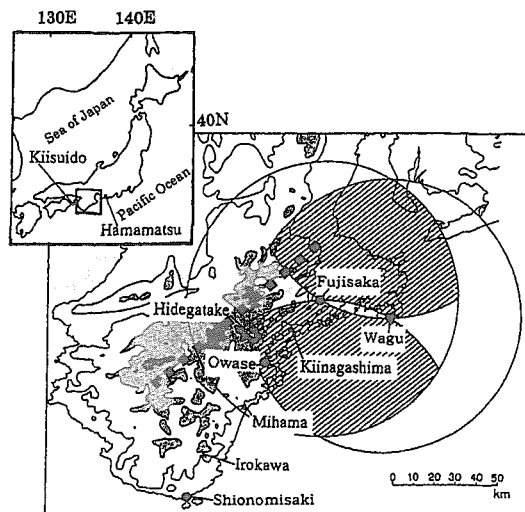 130E 140E
Sea of Japan
40N
Kiisuido
Pacific Ocean
Hamamatsu
Fujisaka
Hidegatake
Wagu
Owase
Kiinagashima
Mihama
Irokawa
0 10 20 30 40 50
km
Shionomisaki